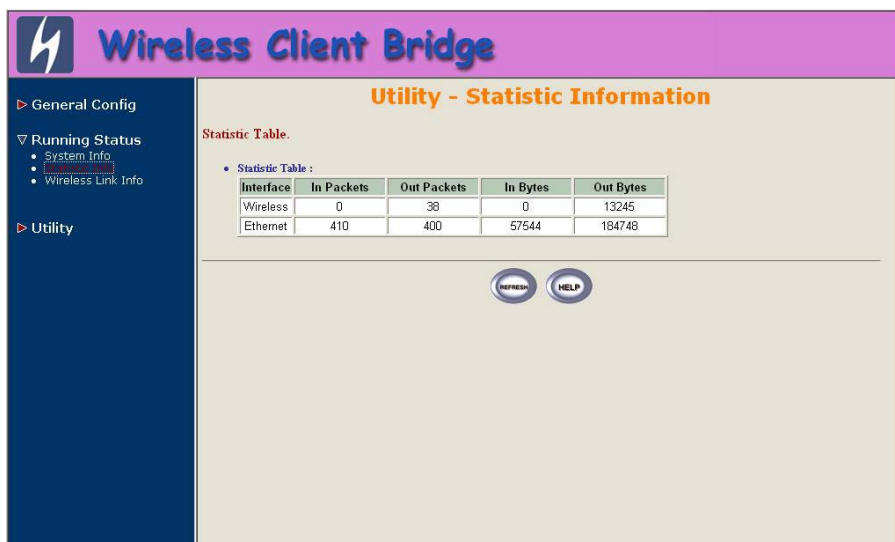 Wireless Client Bridge
General Config
Running Status
System Info
Wireless Link Info
Utility
Utility - Statistic Information
Statistic Table.
Statistic Table :
Interface In Packets Out Packets In Bytes Out Bytes
Wireless 0 38 0 13245
Ethernet 410 400 57544 184748
REFRESH HELP